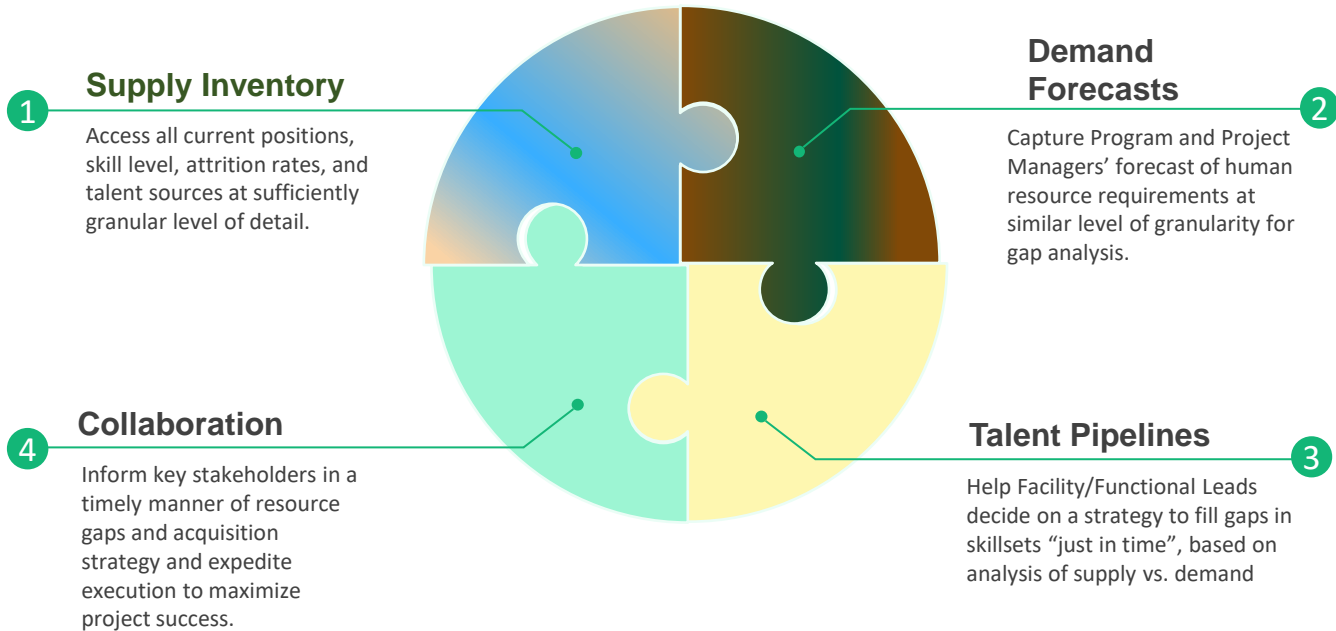 1
Supply Inventory
Access all current positions,
skill level, attrition rates, and
talent sources at sufficiently
granular level of detail.
Demand
Forecasts
2
Capture Program and Project
Managers’ forecast of human
resource requirements at
similar level of granularity for
gap analysis.
Talent Pipelines
3
Help Facility/Functional Leads
decide on a strategy to fill gaps in
skillsets “just in time”, based on
analysis of supply vs. demand
4
Collaboration
Inform key stakeholders in a
timely manner of resource
gaps and acquisition
strategy and expedite
execution to maximize
project success.